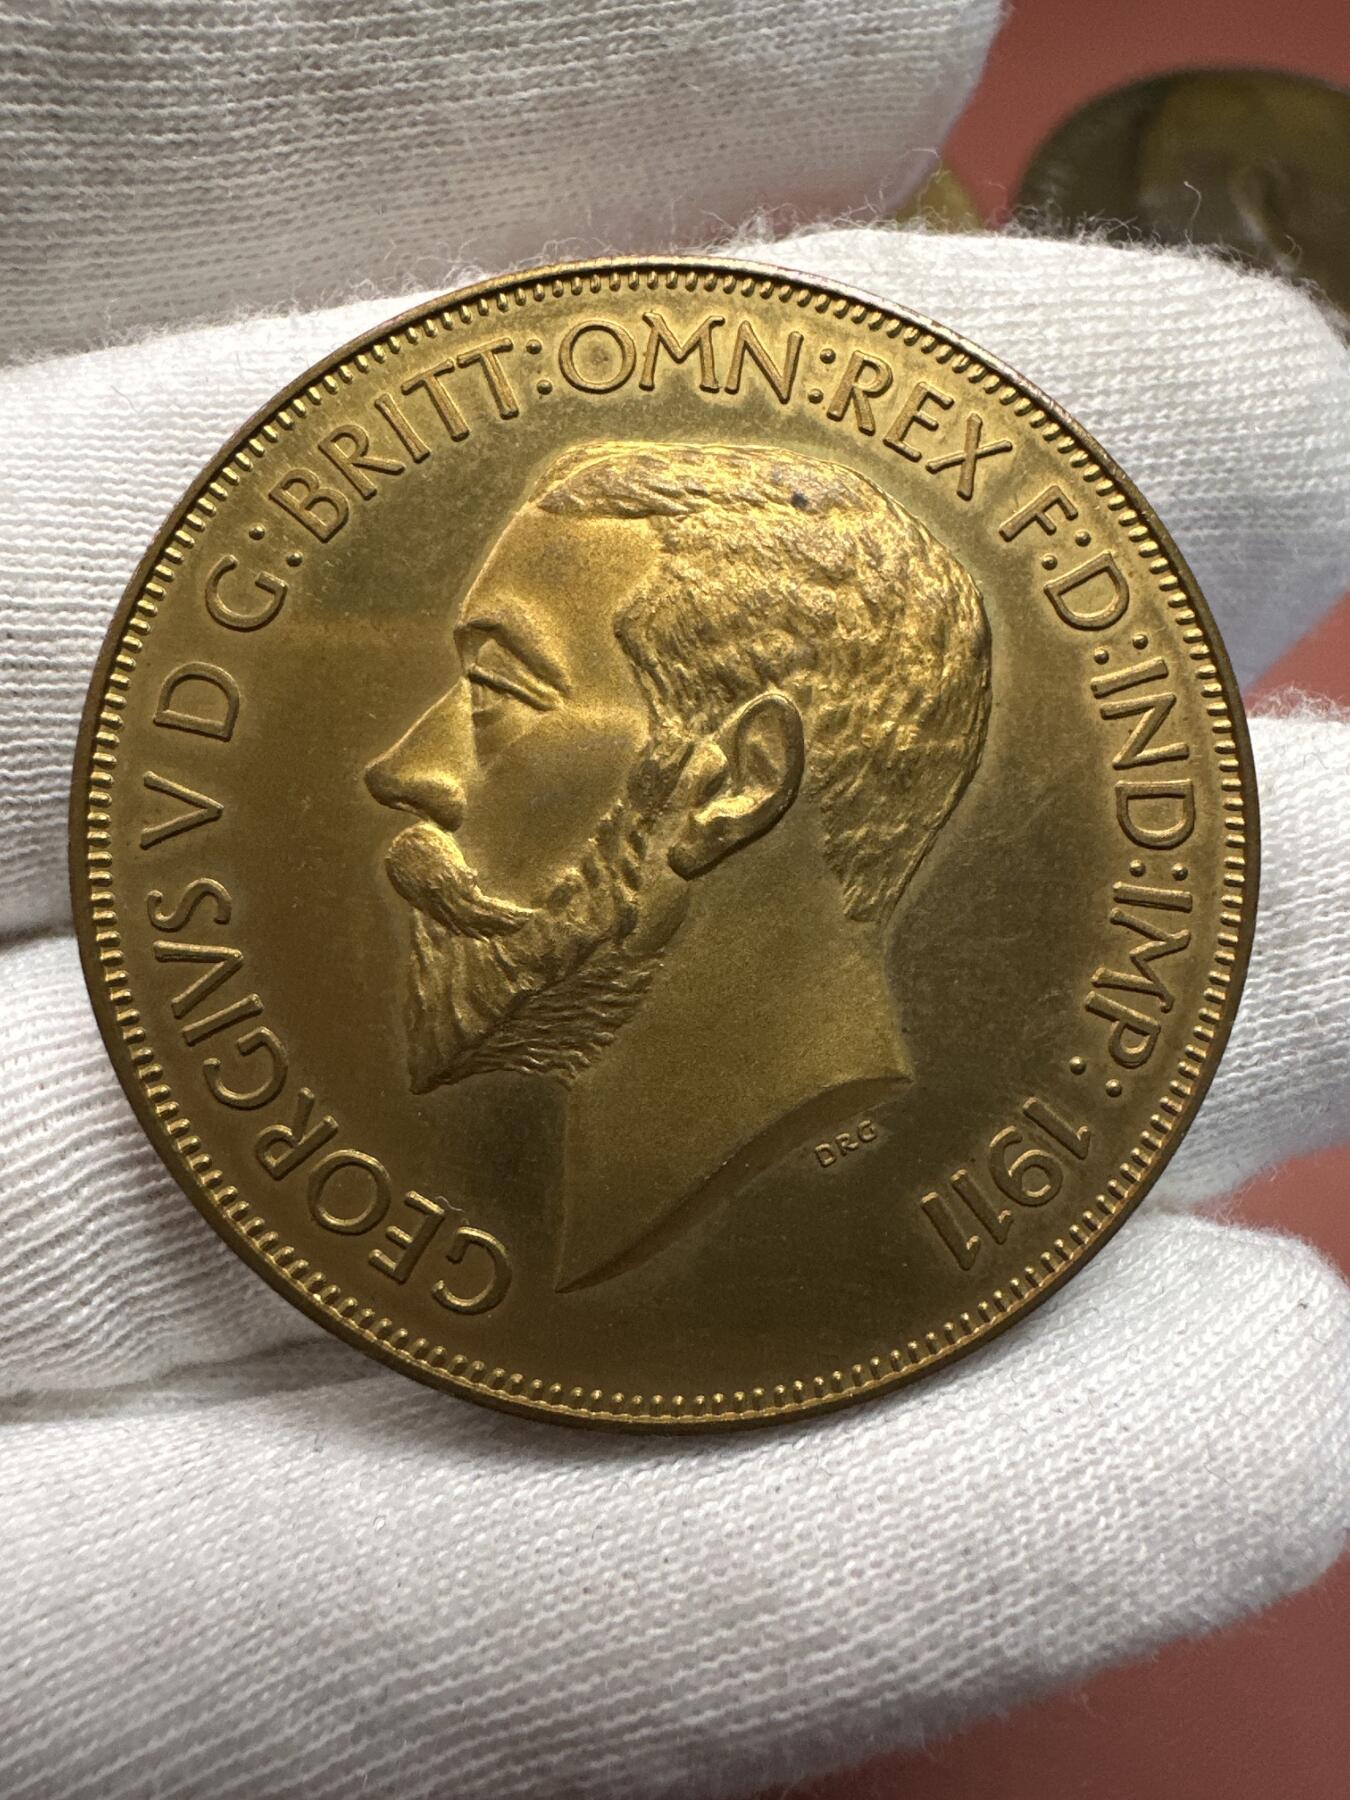 GEORGIVS V D G: BRITT: OMN: REX F: D: IND: IMP: 1911
DRG